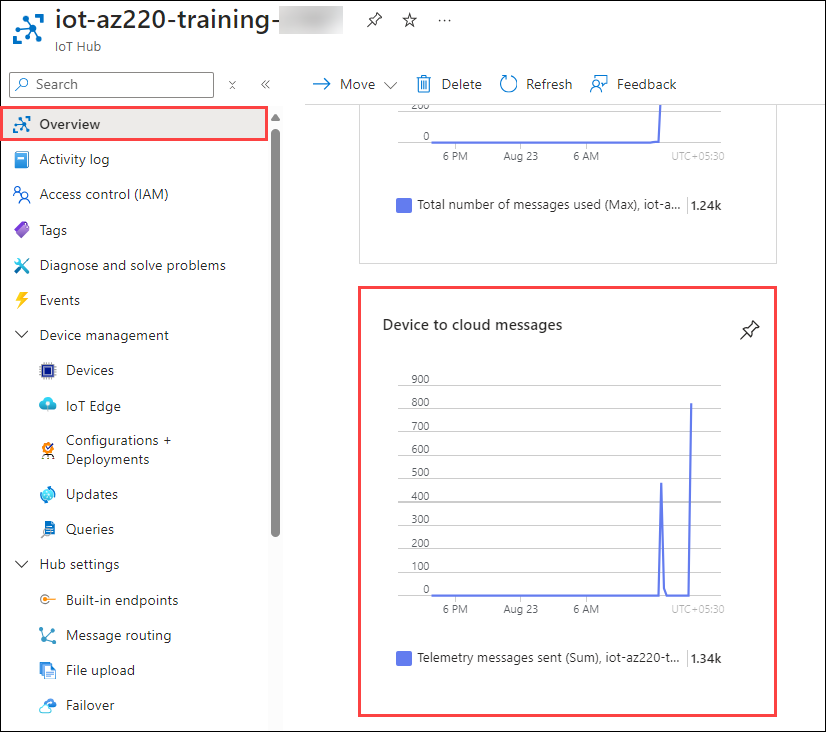 iot-az220-training-
IoT Hub
Search
Move
Delete
Refresh
Feedback
Overview
Activity log
Access control (IAM)
Tags
Diagnose and solve problems
Events
Device management
Devices
IoT Edge
Configurations +
Deployments
Updates
Queries
Hub settings
Built-in endpoints
Message routing
File upload
Failover
200
0
6 PM Aug 23 6 AM UTC+05:30
Total number of messages used (Max), iot-a... 1.24k
Device to cloud messages
900
800
700
600
500
400
300
200
100
0
6 PM Aug 23 6 AM UTC+05:30
Telemetry messages sent (Sum), iot-az220-t... 1.34k